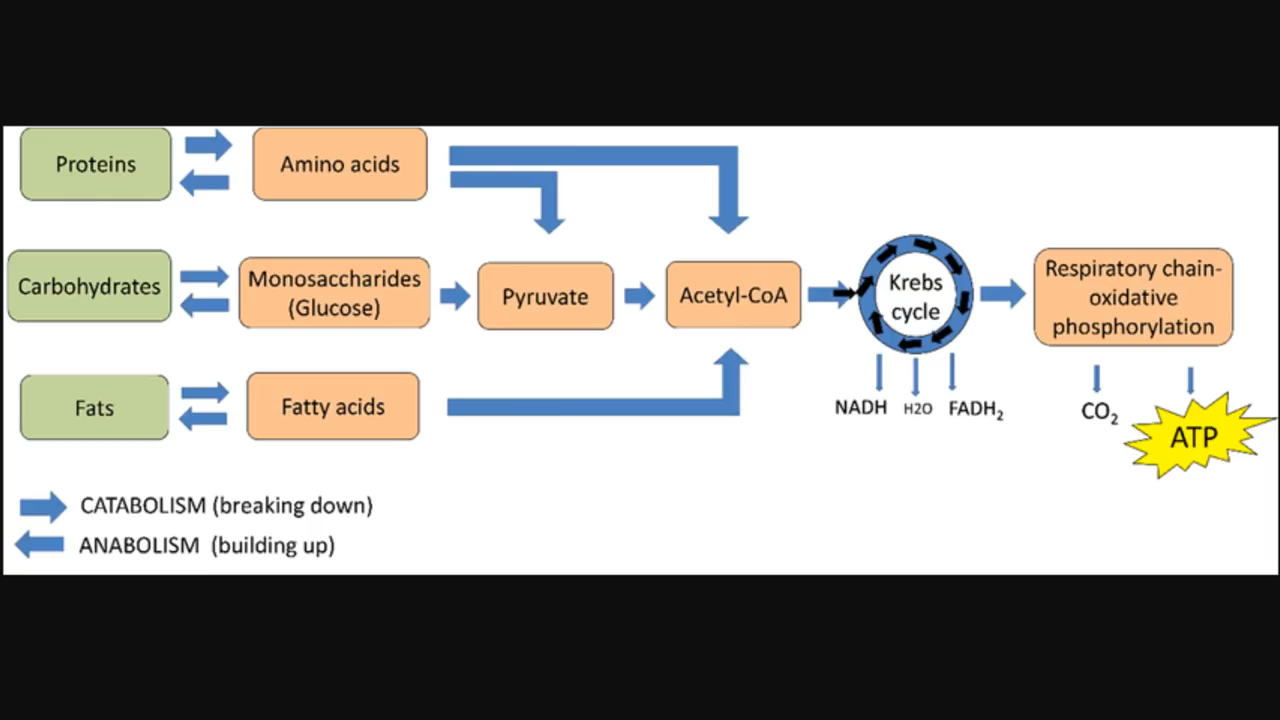 Proteins
Amino acids
Carbohydrates
Monosaccharides
(Glucose)
Pyruvate
Acetyl-CoA
Krebs
cycle
Respiratory chain-
oxidative
phosphorylation
Fats
Fatty acids
NADH
H2O
FADH₂
CO₂
ATP
CATABOLISM (breaking down)
ANABOLISM (building up)